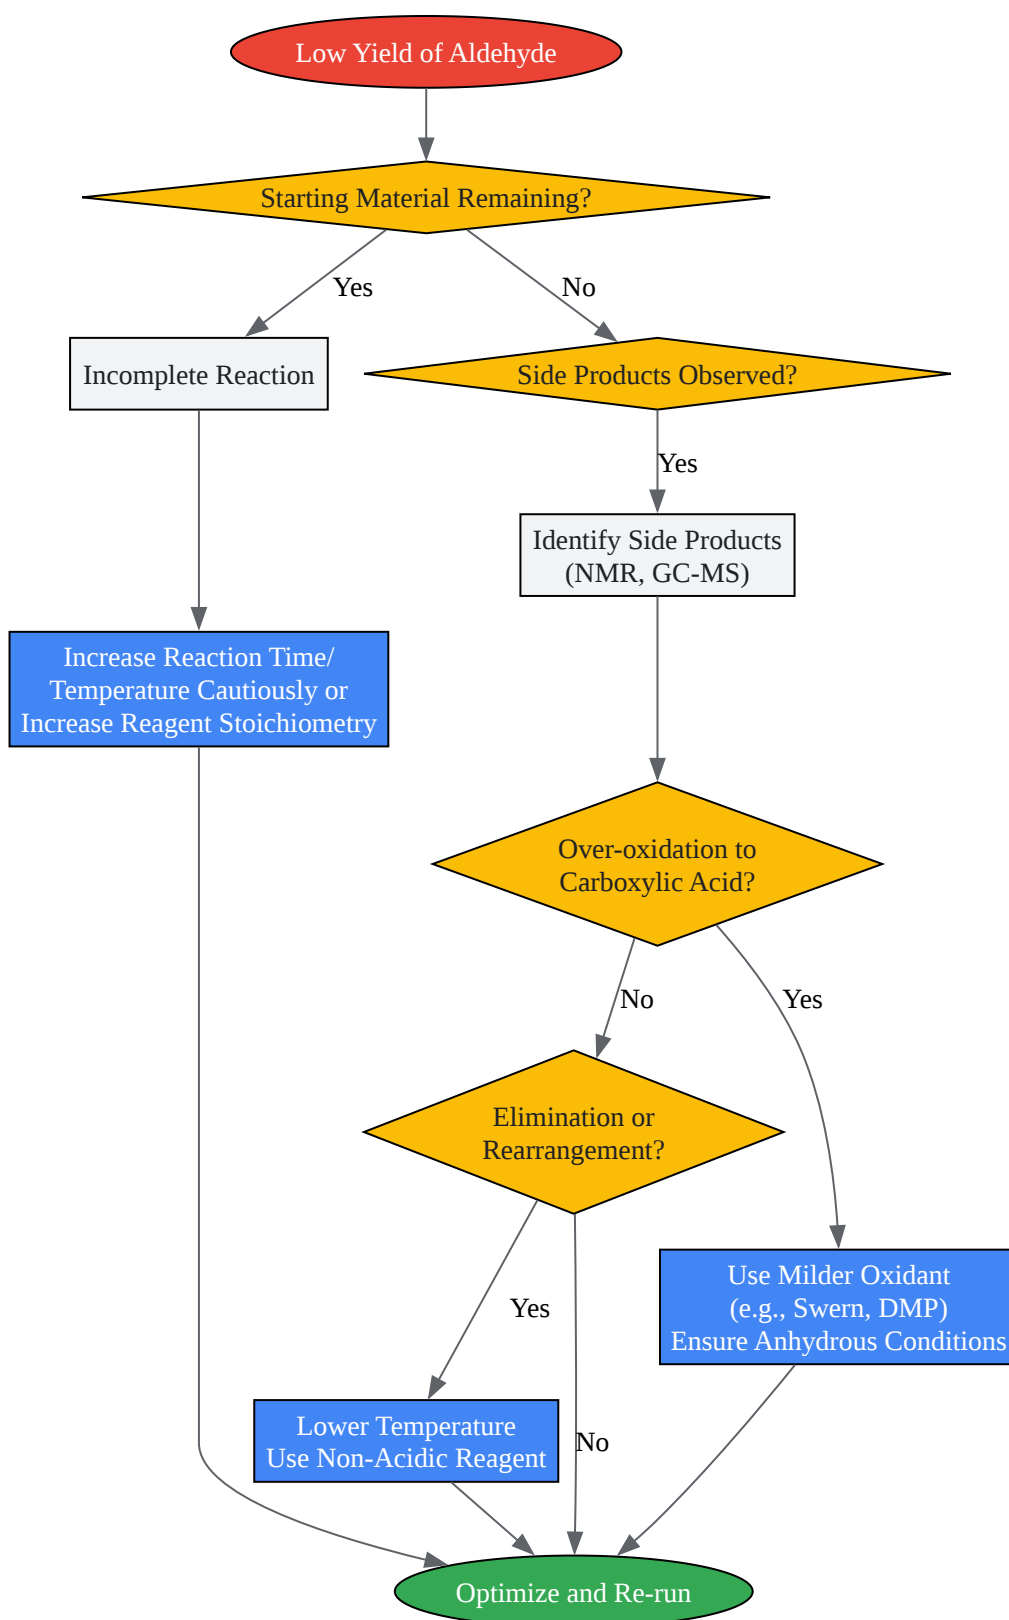 Low Yield of Aldehyde
Starting Material Remaining?
Yes
No
Incomplete Reaction
Side Products Observed?
Yes
Identify Side Products
(NMR, GC-MS)
Increase Reaction Time/
Temperature Cautiously or
Increase Reagent Stoichiometry
Over-oxidation to
Carboxylic Acid?
No
Yes
Elimination or
Rearrangement?
Use Milder Oxidant
(e.g., Swern, DMP)
Ensure Anhydrous Conditions
Yes
Lower Temperature
Use Non-Acidic Reagent
No
Optimize and Re-run